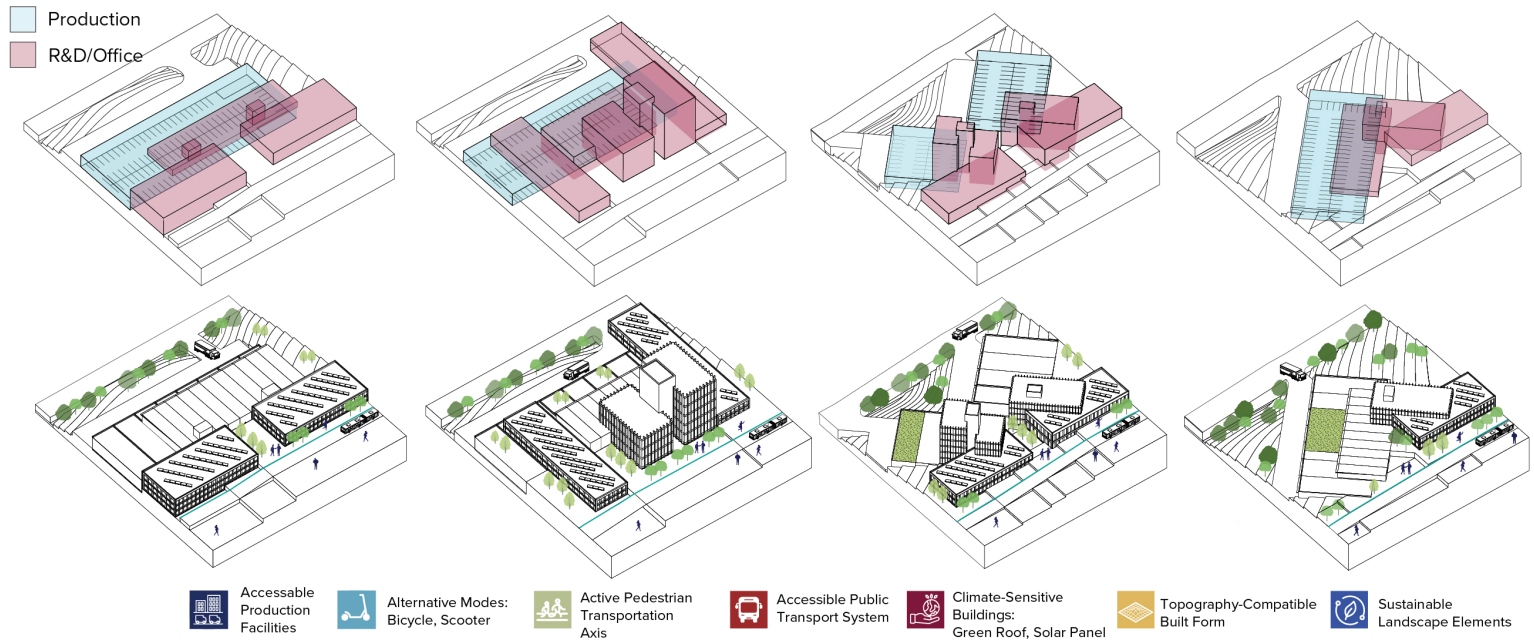 Production
R&D/Office
Accessable
Production
Facilities
Alternative Modes:
Bicycle, Scooter
Active Pedestrian
Transportation
Axis
Accessible Public
Transport System
Climate-Sensitive
Buildings:
Green Roof, Solar Panel
Topography-Compatible
Built Form
Sustainable
Landscape Elements